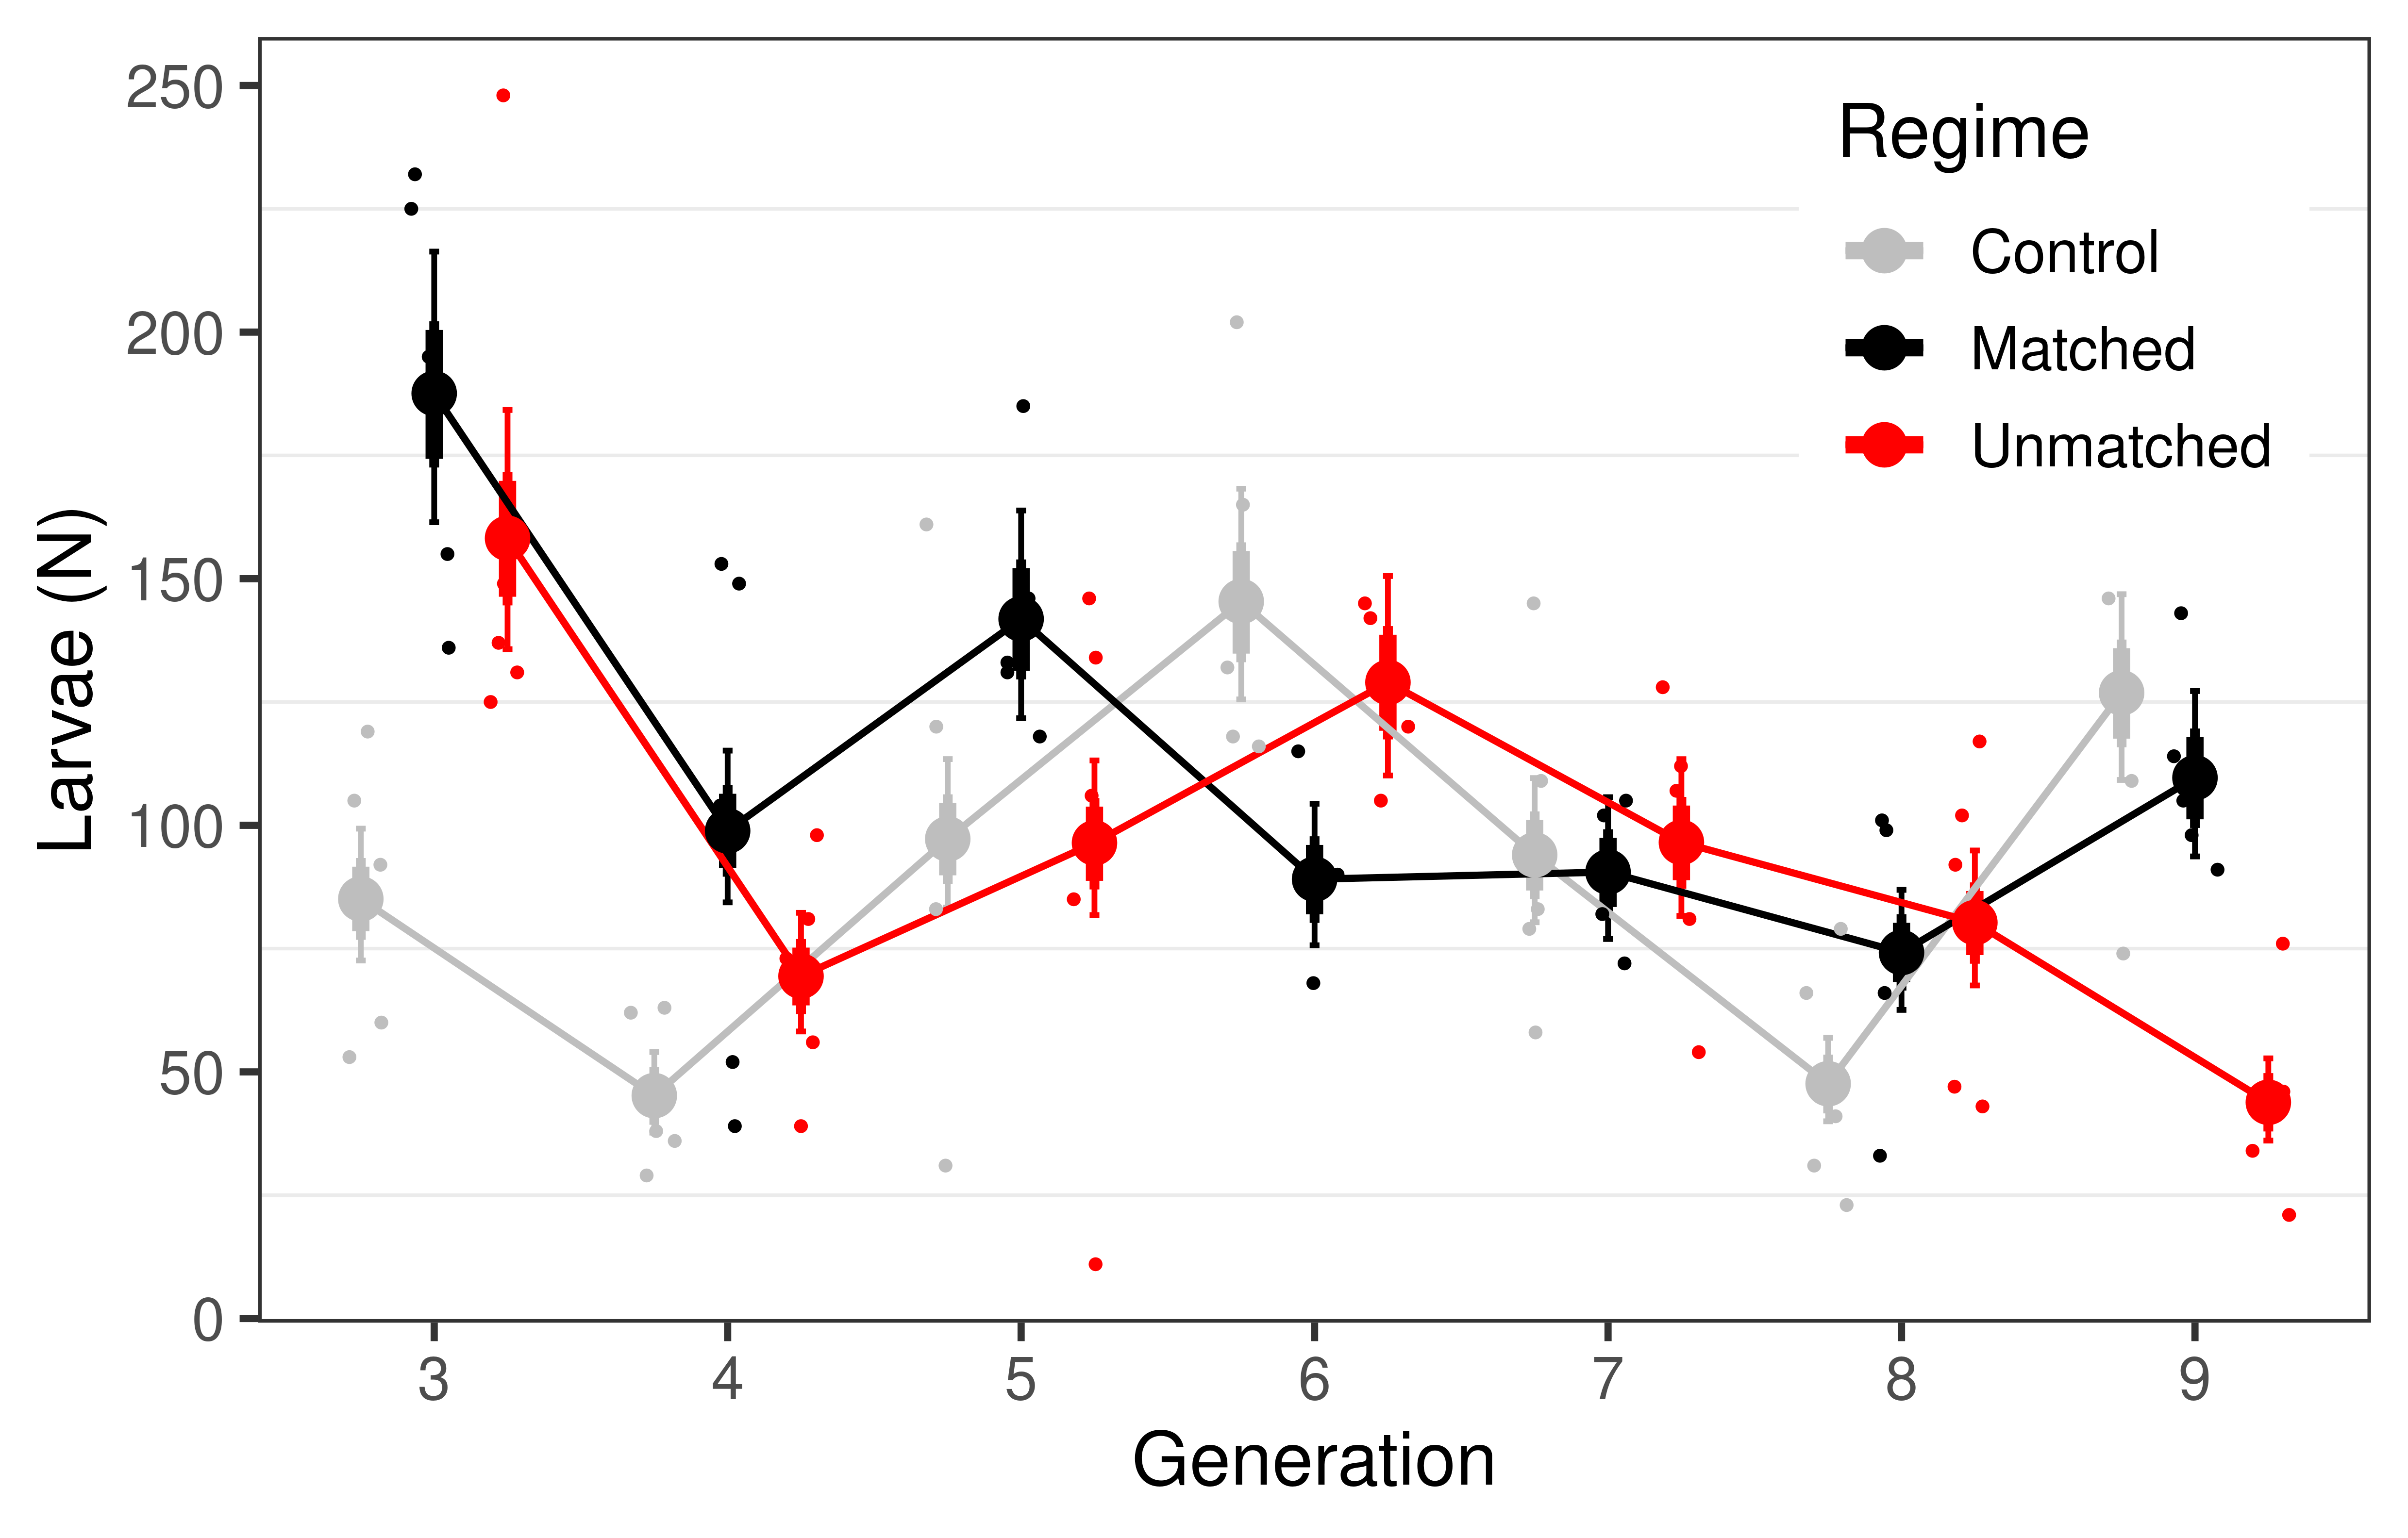 Larvae (N)
250
200
150
100
50
0
Regime
Control
Matched
Unmatched
3 4 5 6 7 8 9
Generation